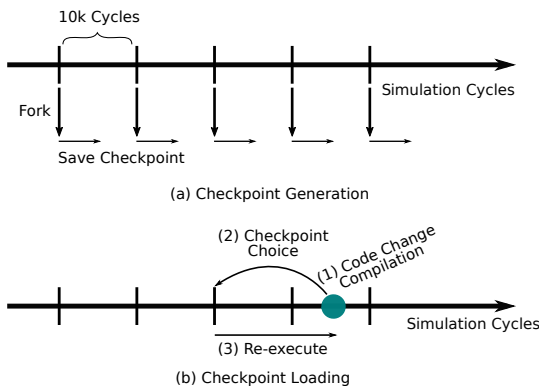 10k Cycles
Simulation Cycles
Fork
Save Checkpoint
(a) Checkpoint Generation
(2) Checkpoint
Choice
(1) Code Change
Compilation
Simulation Cycles
(3) Re-execute
(b) Checkpoint Loading